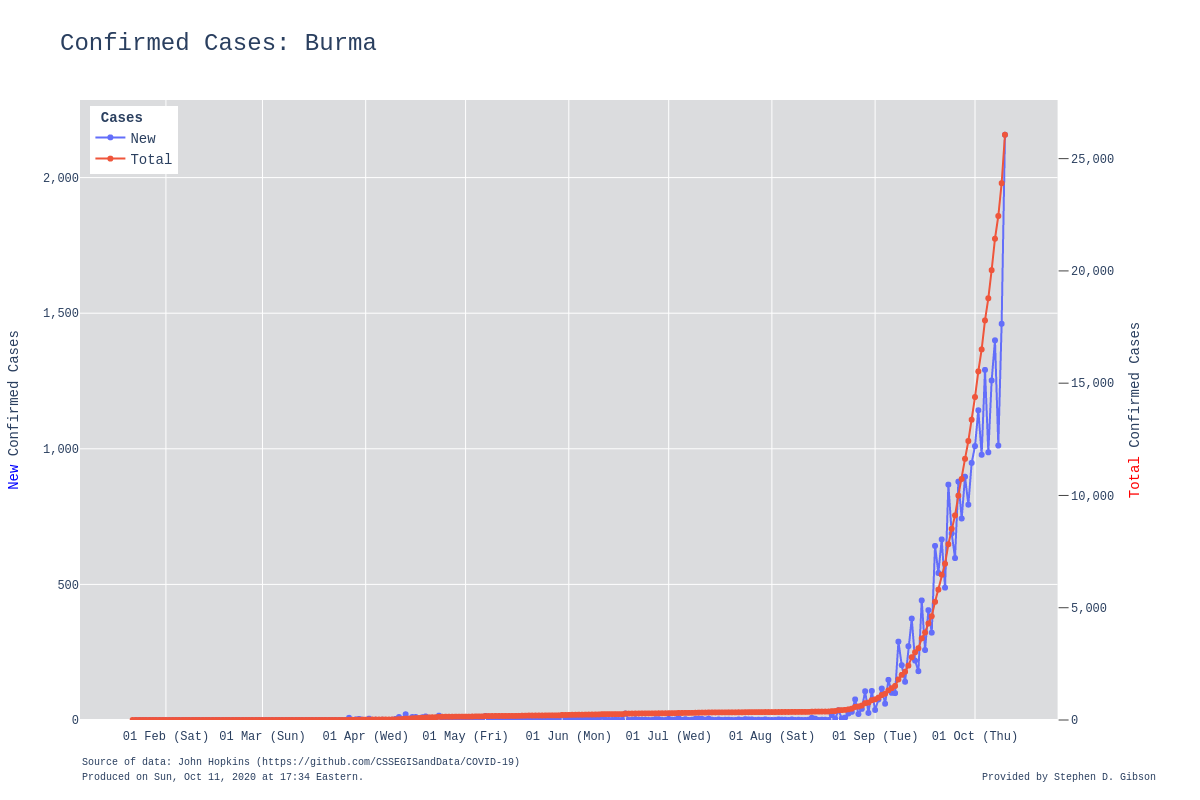 Confirmed Cases: Burma
Cases
New
Total
2,000
1,500
1,000
500
0
25,000
20,000
15,000
10,000
5,000
0
New Confirmed Cases
Total Confirmed Cases
01 Feb (Sat) 01 Mar (Sun) 01 Apr (Wed) 01 May (Fri) 01 Jun (Mon) 01 Jul (Wed) 01 Aug (Sat) 01 Sep (Tue) 01 Oct (Thu)
Source of data: John Hopkins (https://github.com/CSSEGISandData/COVID-19)
Produced on Sun, Oct 11, 2020 at 17:34 Eastern.
Provided by Stephen D. Gibson